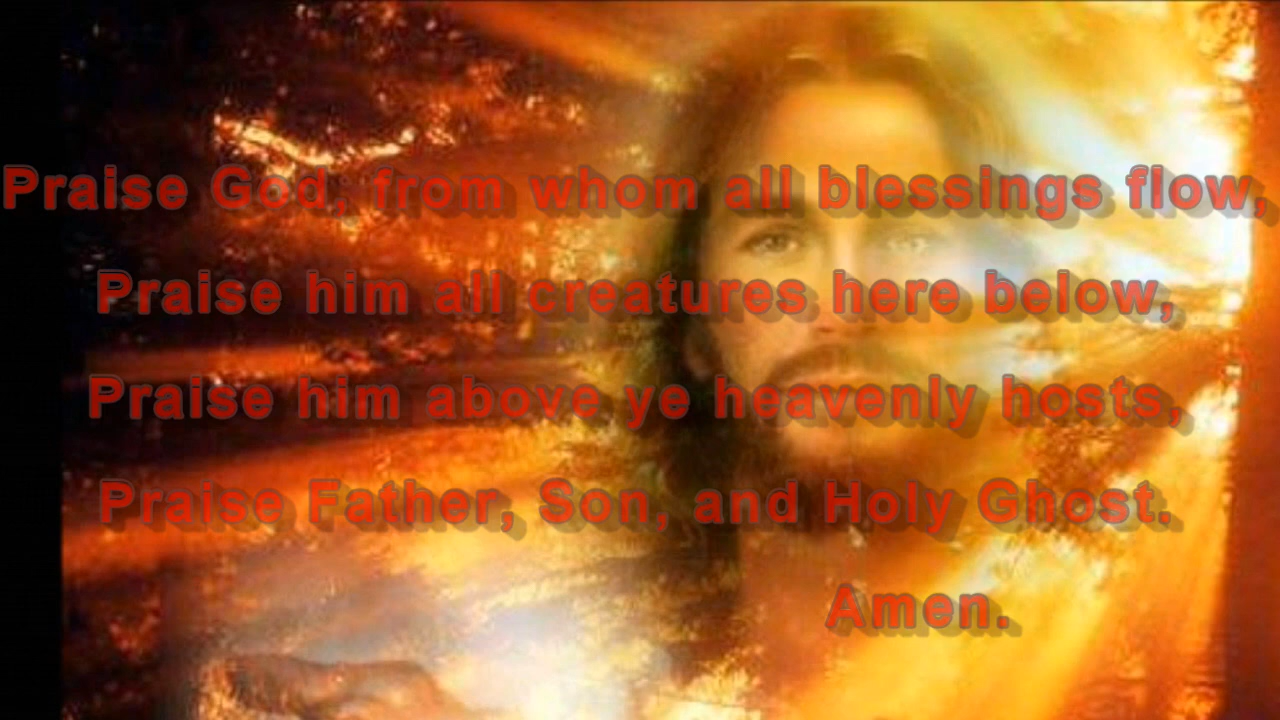 Praise God, from whom all blessings flow,
Praise him all creatures here below,
Praise him above ye heavenly hosts,
Praise Father, Son, and Holy Ghost.
Amen.